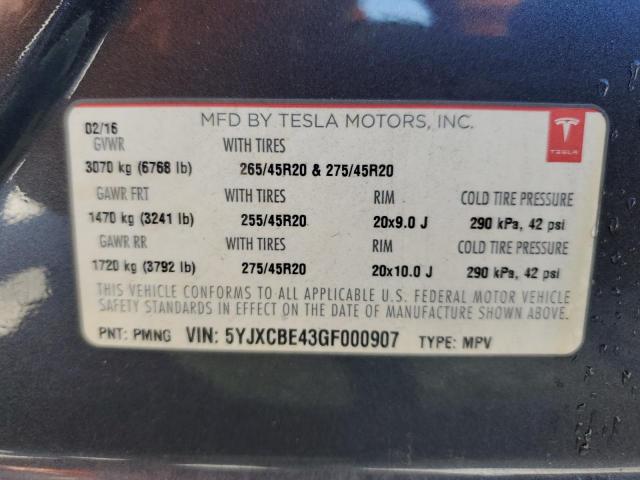 MFD BY TESLA MOTORS, INC.
02/16
GVWR WITH TIRES
3070 kg (6768 lb) 265/45R20 & 275/45R20
GAWR FRT WITH TIRES RIM COLD TIRE PRESSURE
1470 kg (3241 lb) 255/45R20 20x9.0 J 290 kPa, 42 psi
GAWR RR WITH TIRES RIM COLD TIRE PRESSURE
1720 kg (3792 lb) 275/45R20 20x10.0 J 290 kPa, 42 psi
THIS VEHICLE CONFORMS TO ALL APPLICABLE U.S. FEDERAL MOTOR VEHICLE
SAFETY STANDARDS IN EFFECT ON THE DATE OF MANUFACTURE SHOWN ABOVE.
PNT: PMNG VIN: 5YJXCBE43GF000907 TYPE: MPV
TESLA